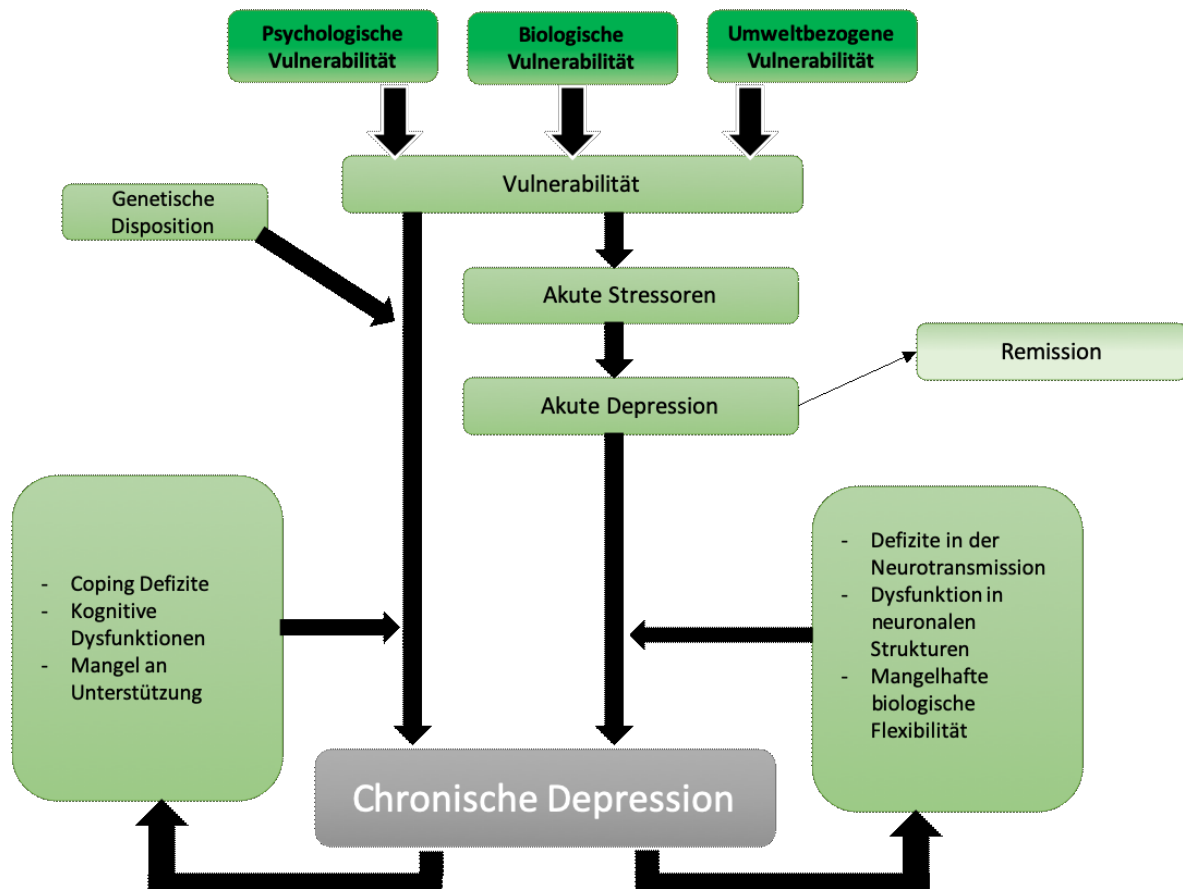 Psychologische
Vulnerabilität
Biologische
Vulnerabilität
Umweltbezogene
Vulnerabilität
Vulnerabilität
Genetische
Disposition
Akute Stressoren
Remission
Akute Depression
- Coping Defizite
- Kognitive
Dysfunktionen
- Mangel an
Unterstützung
- Defizite in der
Neurotransmission
- Dysfunktion in
neuronalen
Strukturen
- Mangelhafte
biologische
Flexibilität
Chronische Depression